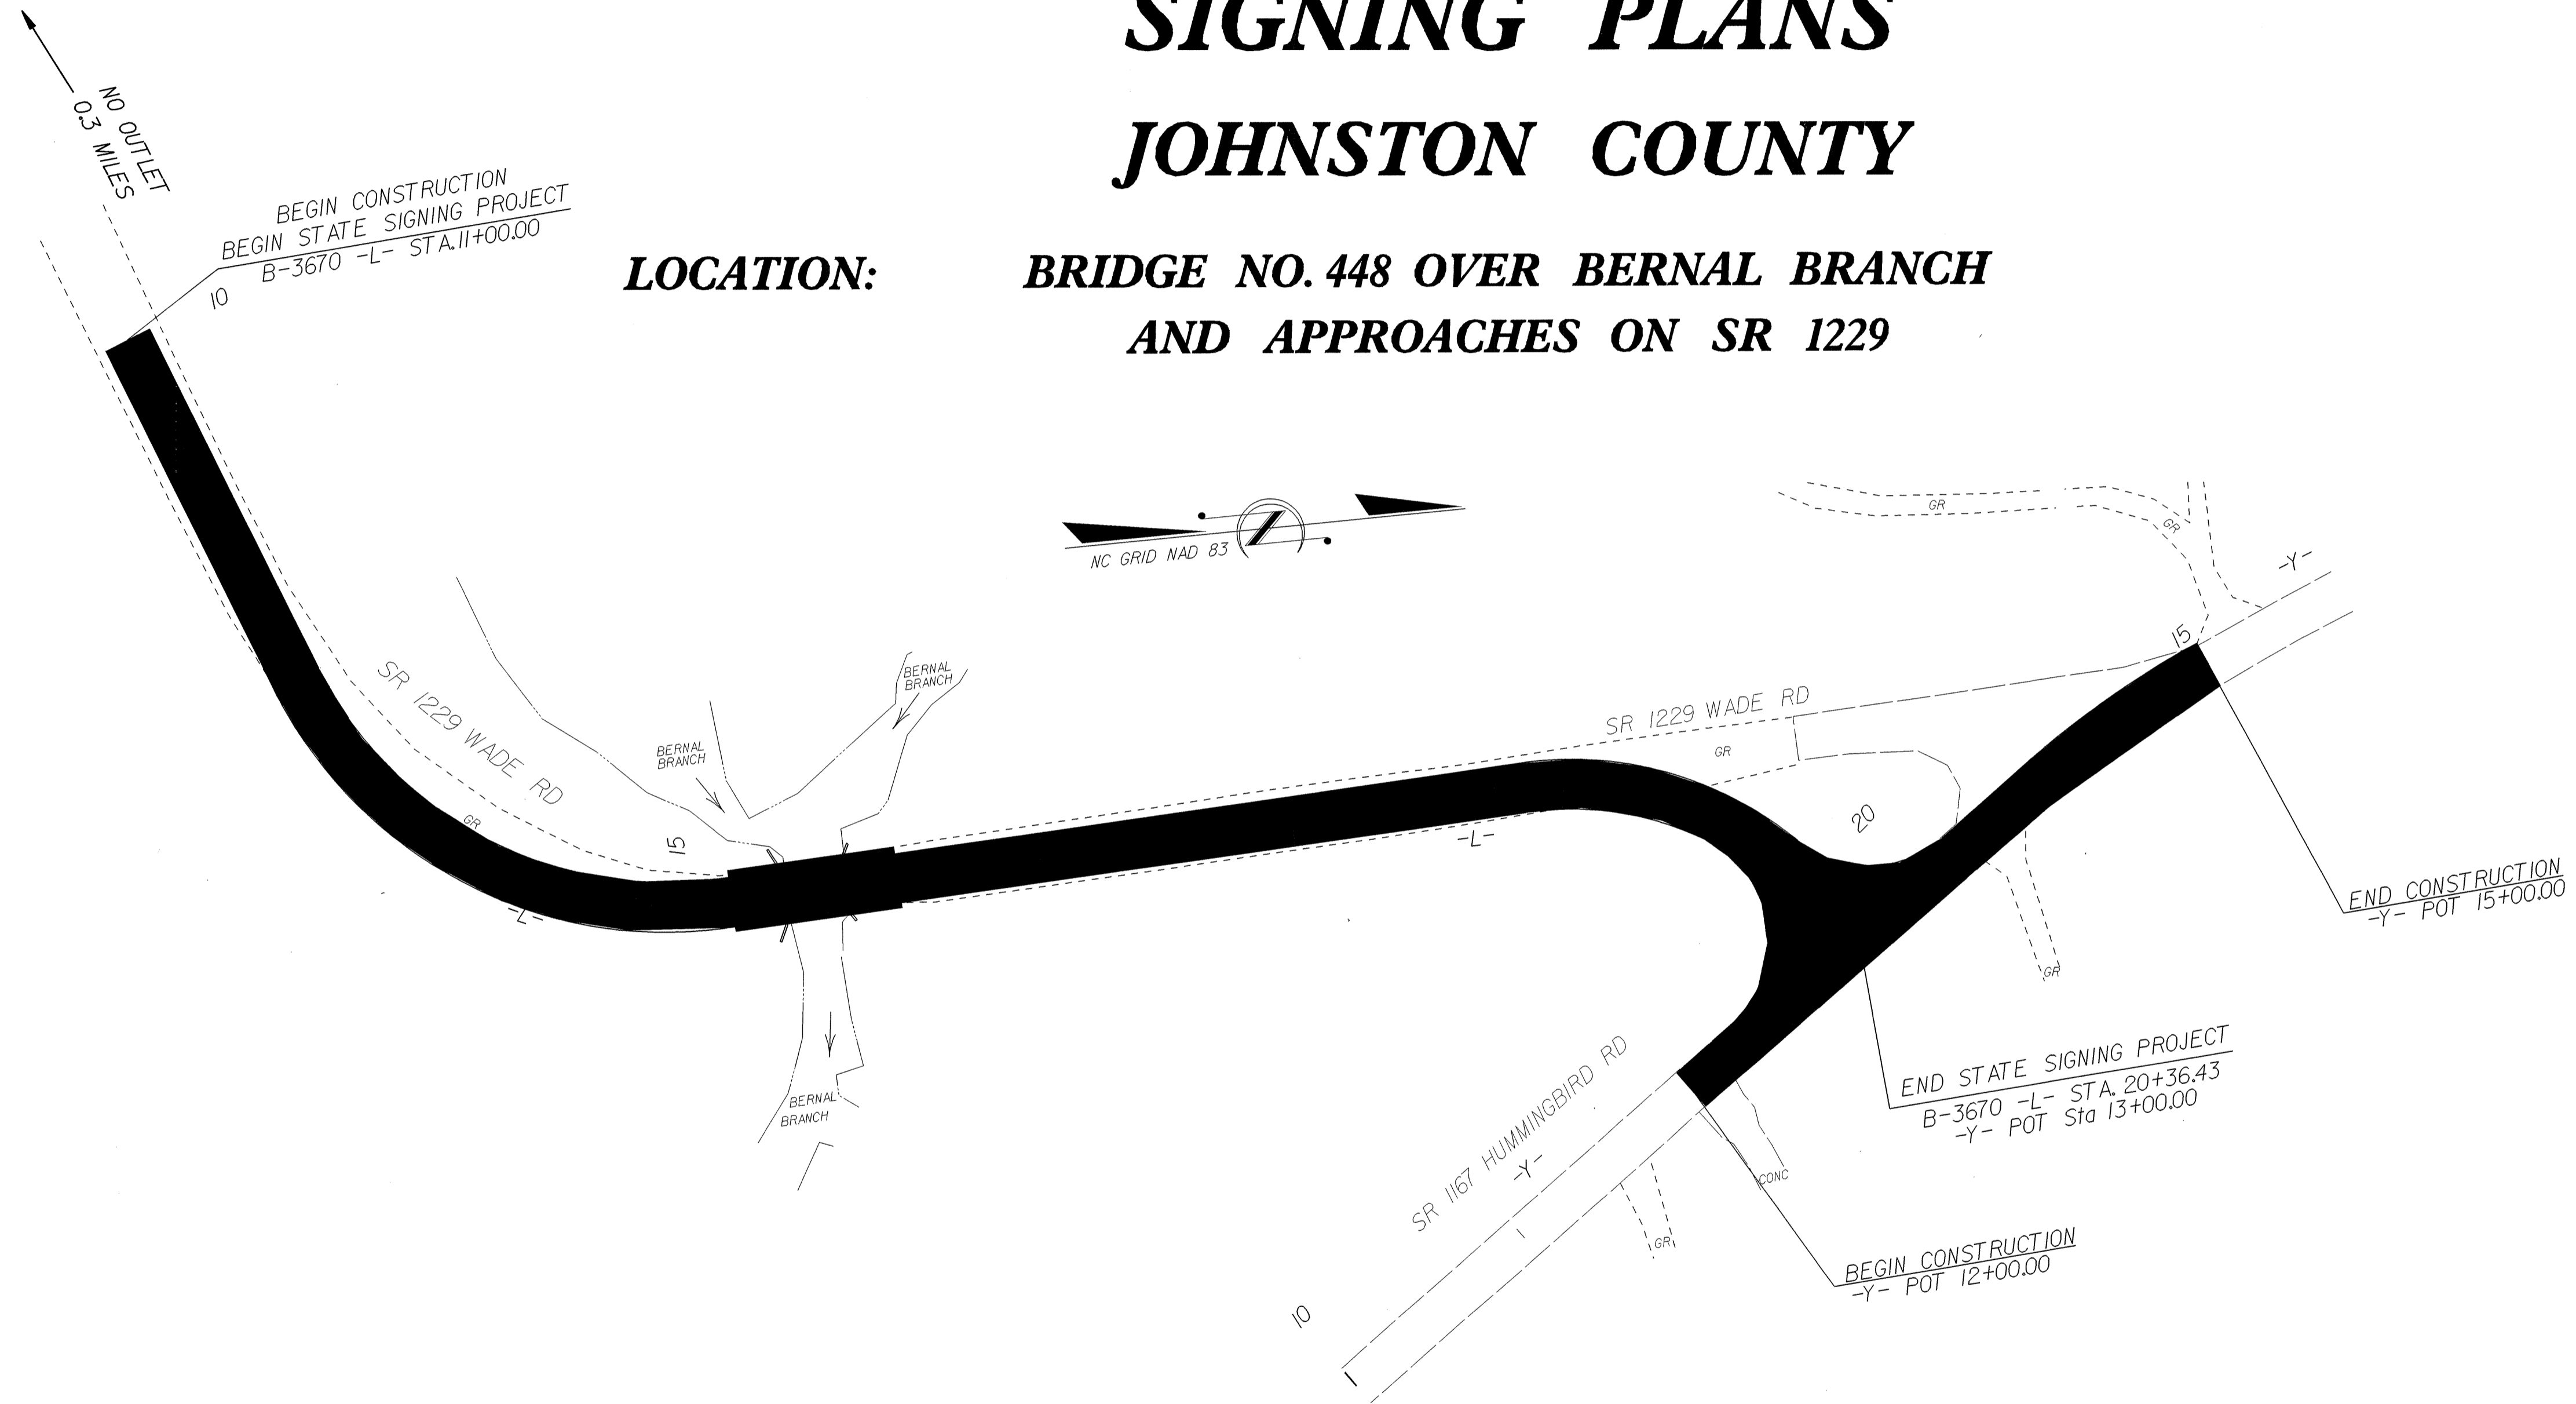 SIGNING PLANS
JOHNSTON COUNTY
LOCATION: BRIDGE NO. 448 OVER BERNAL BRANCH
AND APPROACHES ON SR 1229
NO OUTLET
0.3 MILES
BEGIN CONSTRUCTION
BEGIN STATE SIGNING PROJECT
B-3670 -L- STA. 11+00.00
10
NC GRID NAD 83
GR
GR
-Y-
15
SR 1229 WADE RD
GR
BERNAL
BRANCH
BERNAL
BRANCH
15
-L-
SR 1229 WADE RD
GR
20
-L-
END CONSTRUCTION
-Y- POT 15+00.00
GR
BERNAL
BRANCH
END STATE SIGNING PROJECT
B-3670 -L- STA. 20+36.43
-Y- POT Sta 13+00.00
SR 1167 HUMMINGBIRD RD
-Y-
CONC
GR
BEGIN CONSTRUCTION
-Y- POT 12+00.00
10